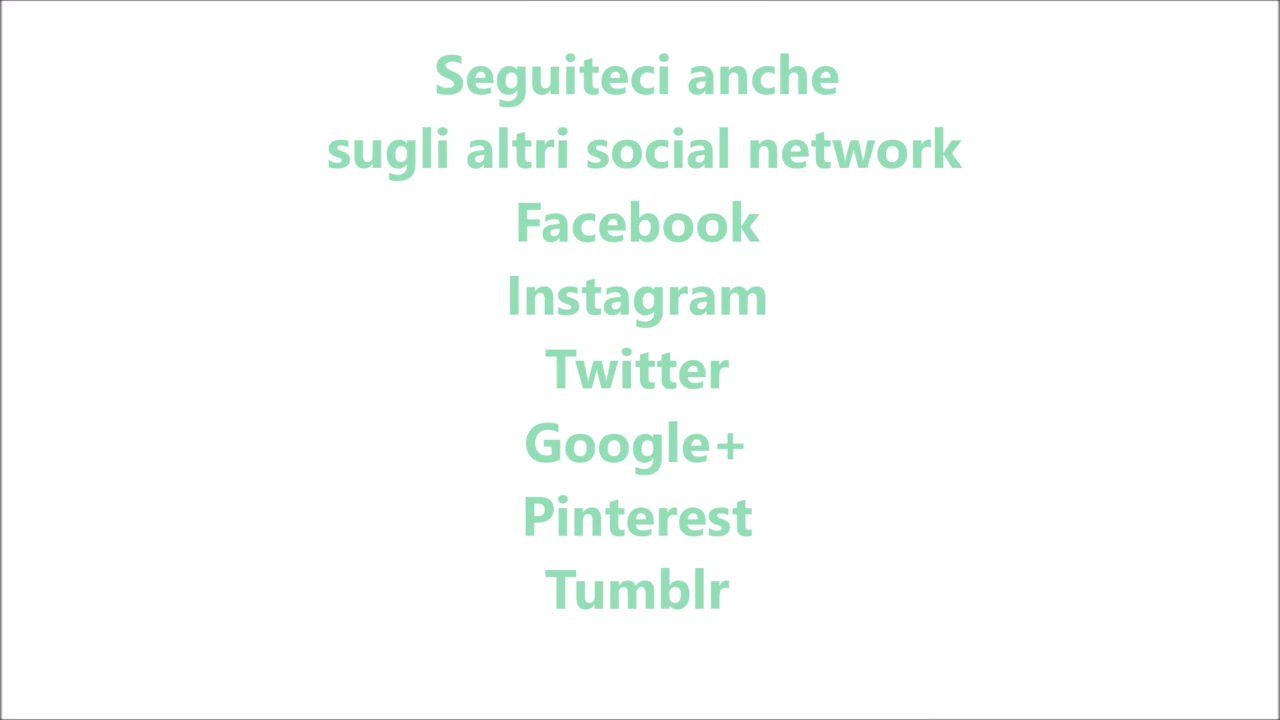 Seguiteci anche
sugli altri social network
Facebook
Instagram
Twitter
Google+
Pinterest
Tumblr